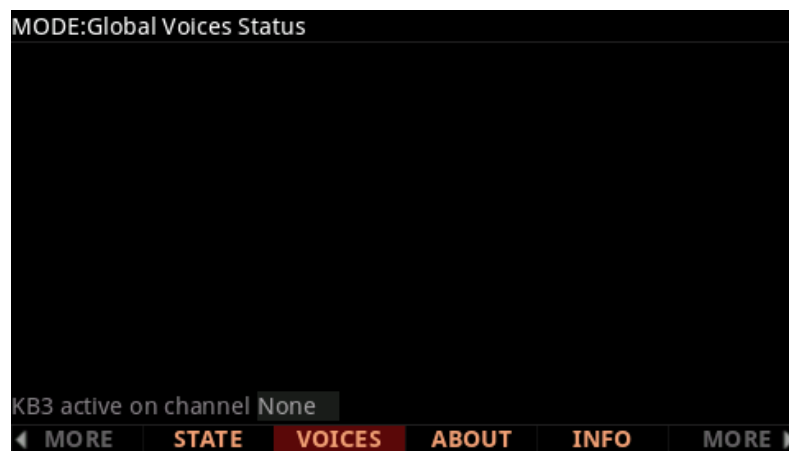 MODE:Global Voices Status
KB3 active on channel None
MORE STATE VOICES ABOUT INFO MORE